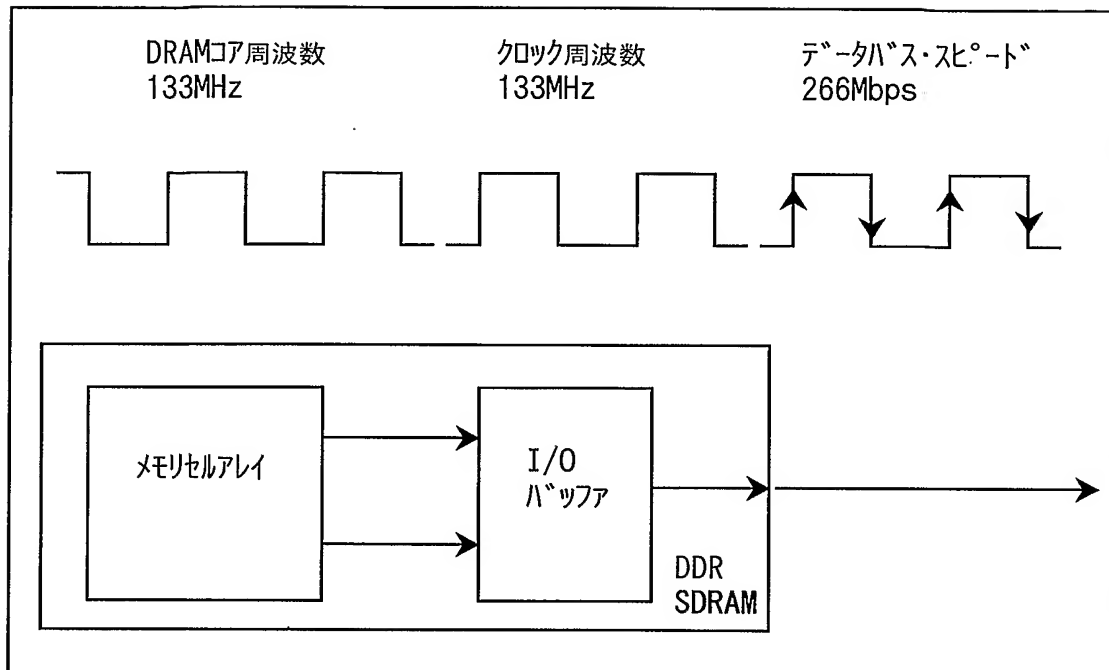 DRAMコア周波数
133MHz
クロック周波数
133MHz
データバス・スピード
266Mbps
メモリセルアレイ
I/O
バッファ
DDR
SDRAM